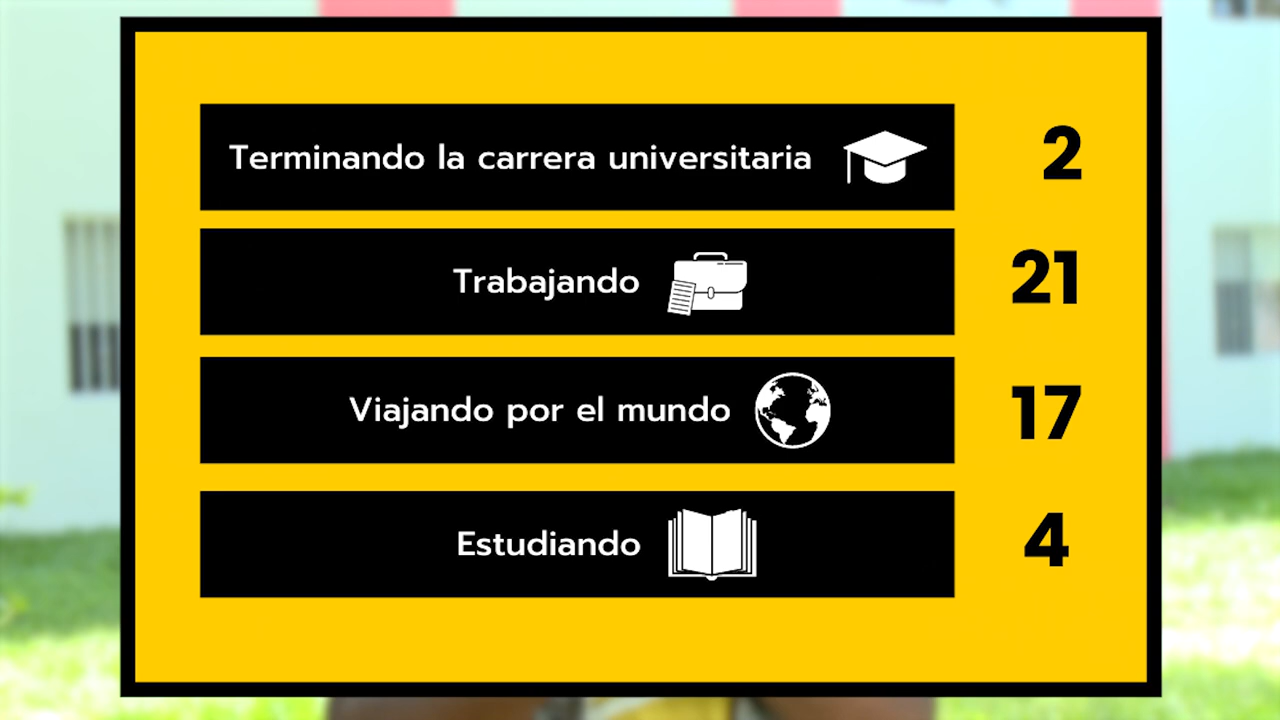 Terminando la carrera universitaria 2
Trabajando 21
Viajando por el mundo 17
Estudiando 4